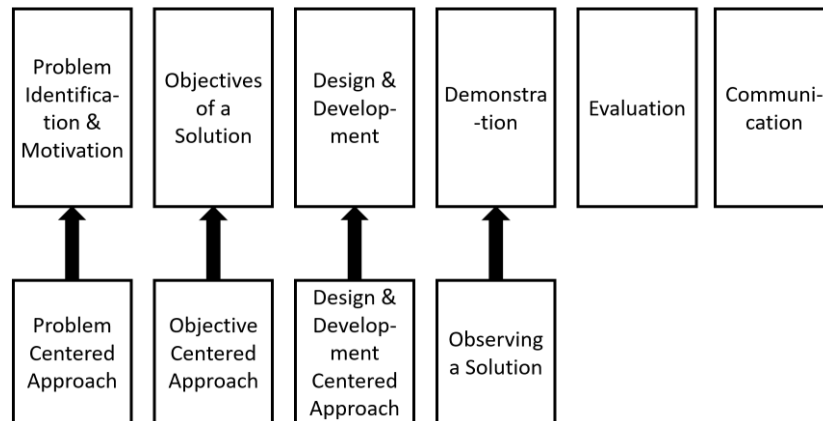 Problem
Identifica-
tion &
Motivation
Objectives
of a
Solution
Design &
Develop-
ment
Demonstra
-tion
Evaluation
Communi-
cation
Problem
Centered
Approach
Objective
Centered
Approach
Design &
Develop-
ment
Centered
Approach
Observing
a Solution